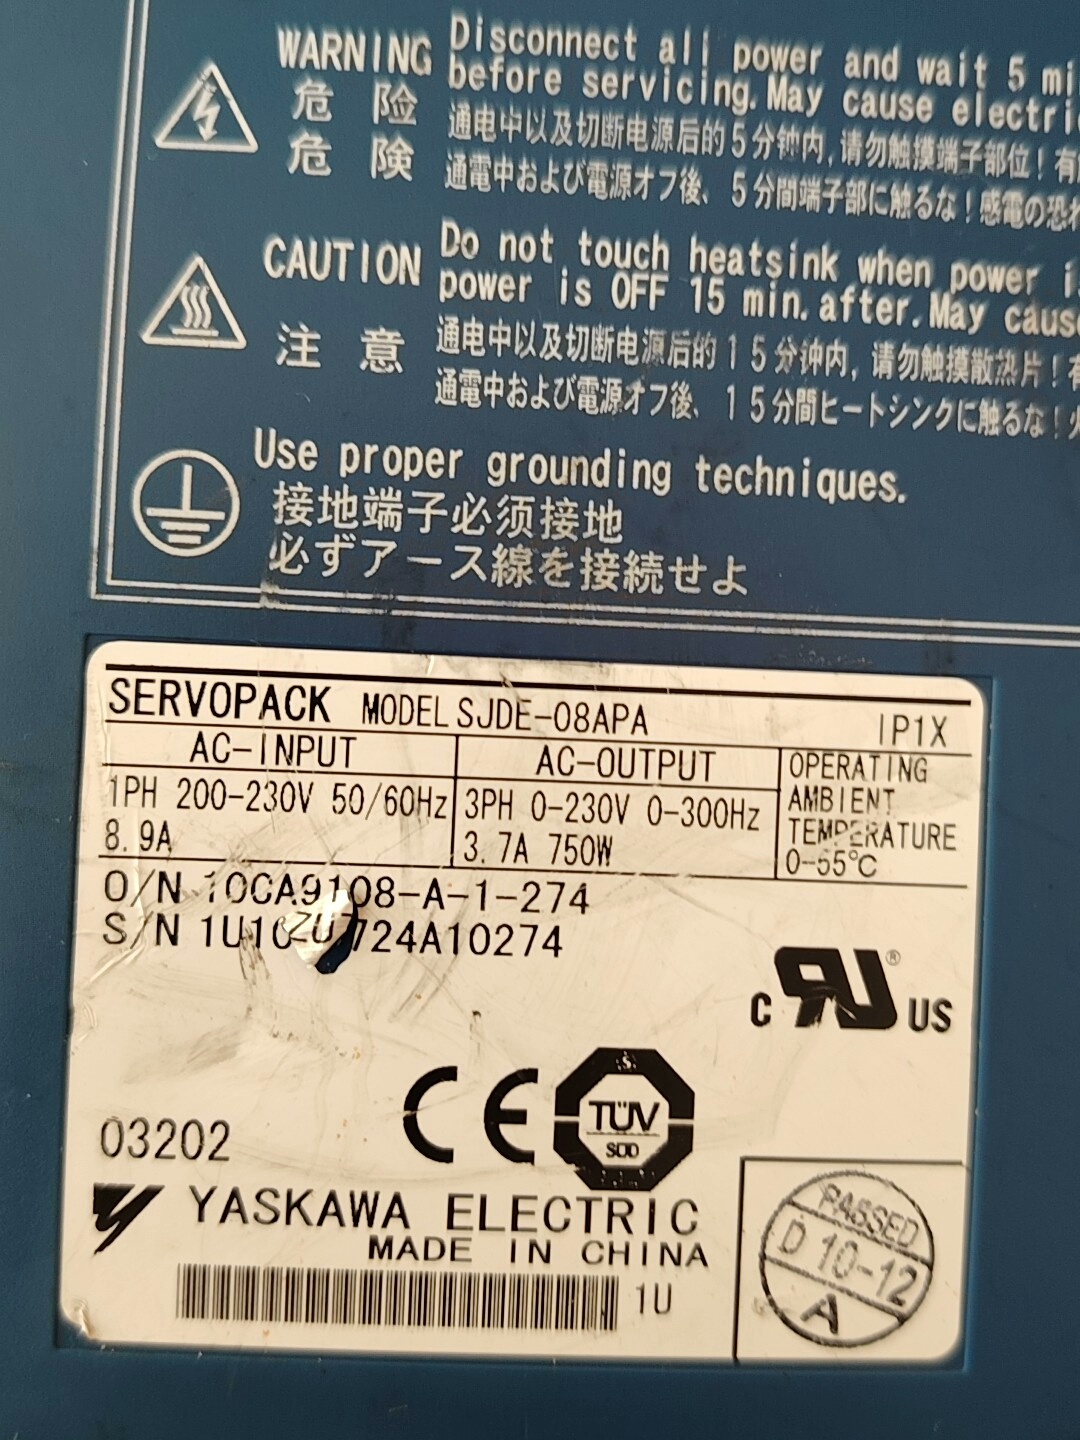 WARNING Disconnect all power and wait 5
before servicing. May cause
危 险 通电中以及切断电源后的5分钟内,请勿触摸端子部位!有
危 険 通電中および電源オフ後、5分間端子部に触るな!感電の恐
CAUTION Do not touch heatsink when power
power is OFF 15 min. after. May
注 意 通电中以及切断电源后的15分钟内,请勿触摸散热片!
通電中および電源オフ後、15分間ヒートシンクに触るな!
Use proper grounding techniques.
接地端子必须接地
必ずアース線を接続せよ
SERVOPACK MODEL SJDE-08APA IP1X
AC-INPUT
1PH 200-230V 50/60Hz
8.9A
AC-OUTPUT
3PH 0-230V 0-300Hz
3.7A 750W
OPERATING
AMBIENT
TEMPERATURE
0-55℃
O/N 10CA9108-A-1-274
S/N
C UR® US
CE
TÜV
SÜD
03202
YASKAWA ELECTRIC
MADE IN CHINA
1U
PASSED
D 10-12
A